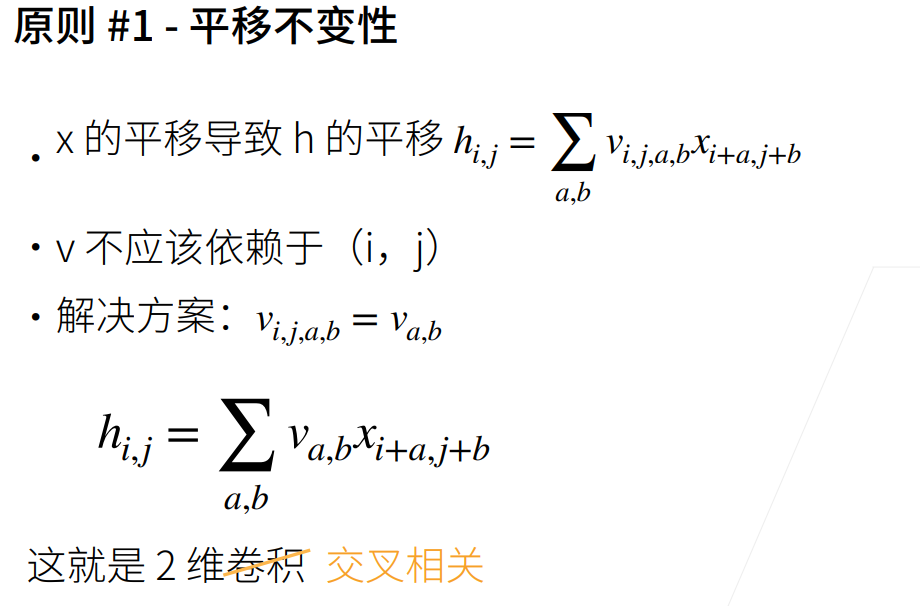 原则 #1 - 平移不变性
• x 的平移导致 h 的平移 h_{i,j} = \sum_{a,b} v_{i,j,a,b} x_{i+a,j+b}
• v 不应该依赖于（i，j）
• 解决方案： v_{i,j,a,b} = v_{a,b}
h_{i,j} = \sum_{a,b} v_{a,b} x_{i+a,j+b}
这就是 2 维卷积 交叉相关